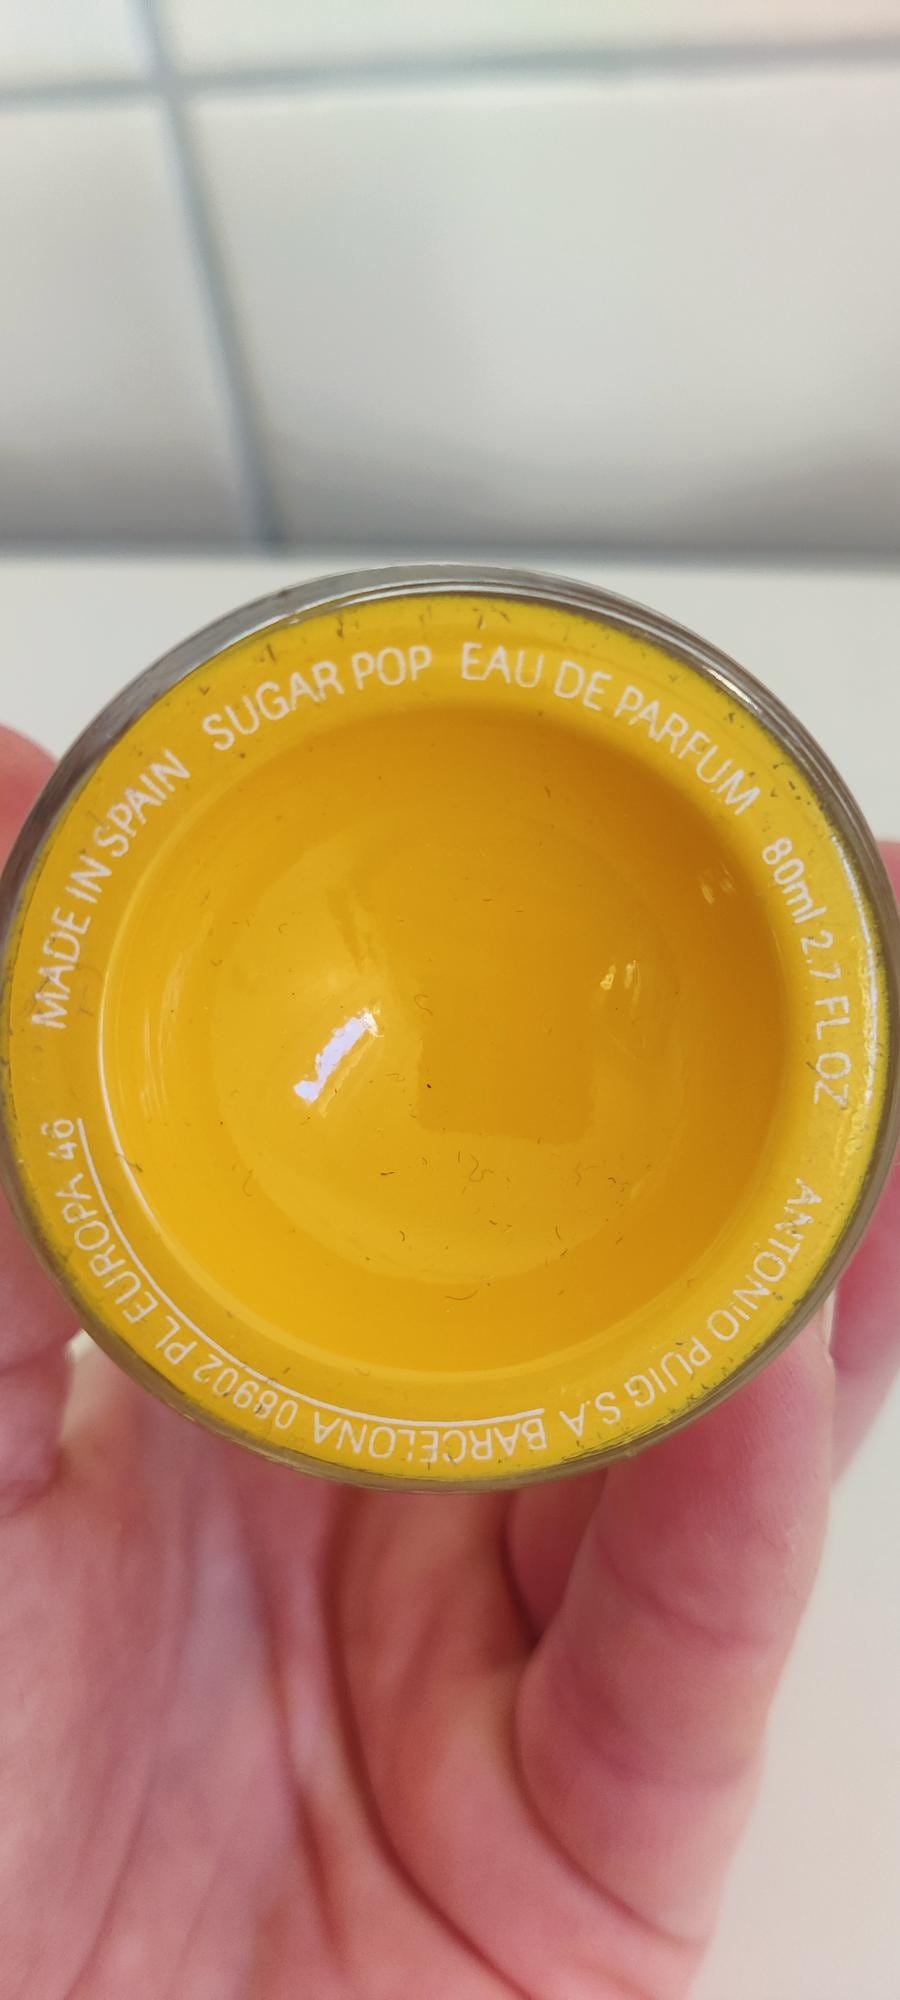 SUGAR POP
EAU DE PARFUM
80ml 2.7 FL OZ
ANTONIO PUIG S.A BARCELONA 08902 PL EUROPA 46
MADE IN SPAIN